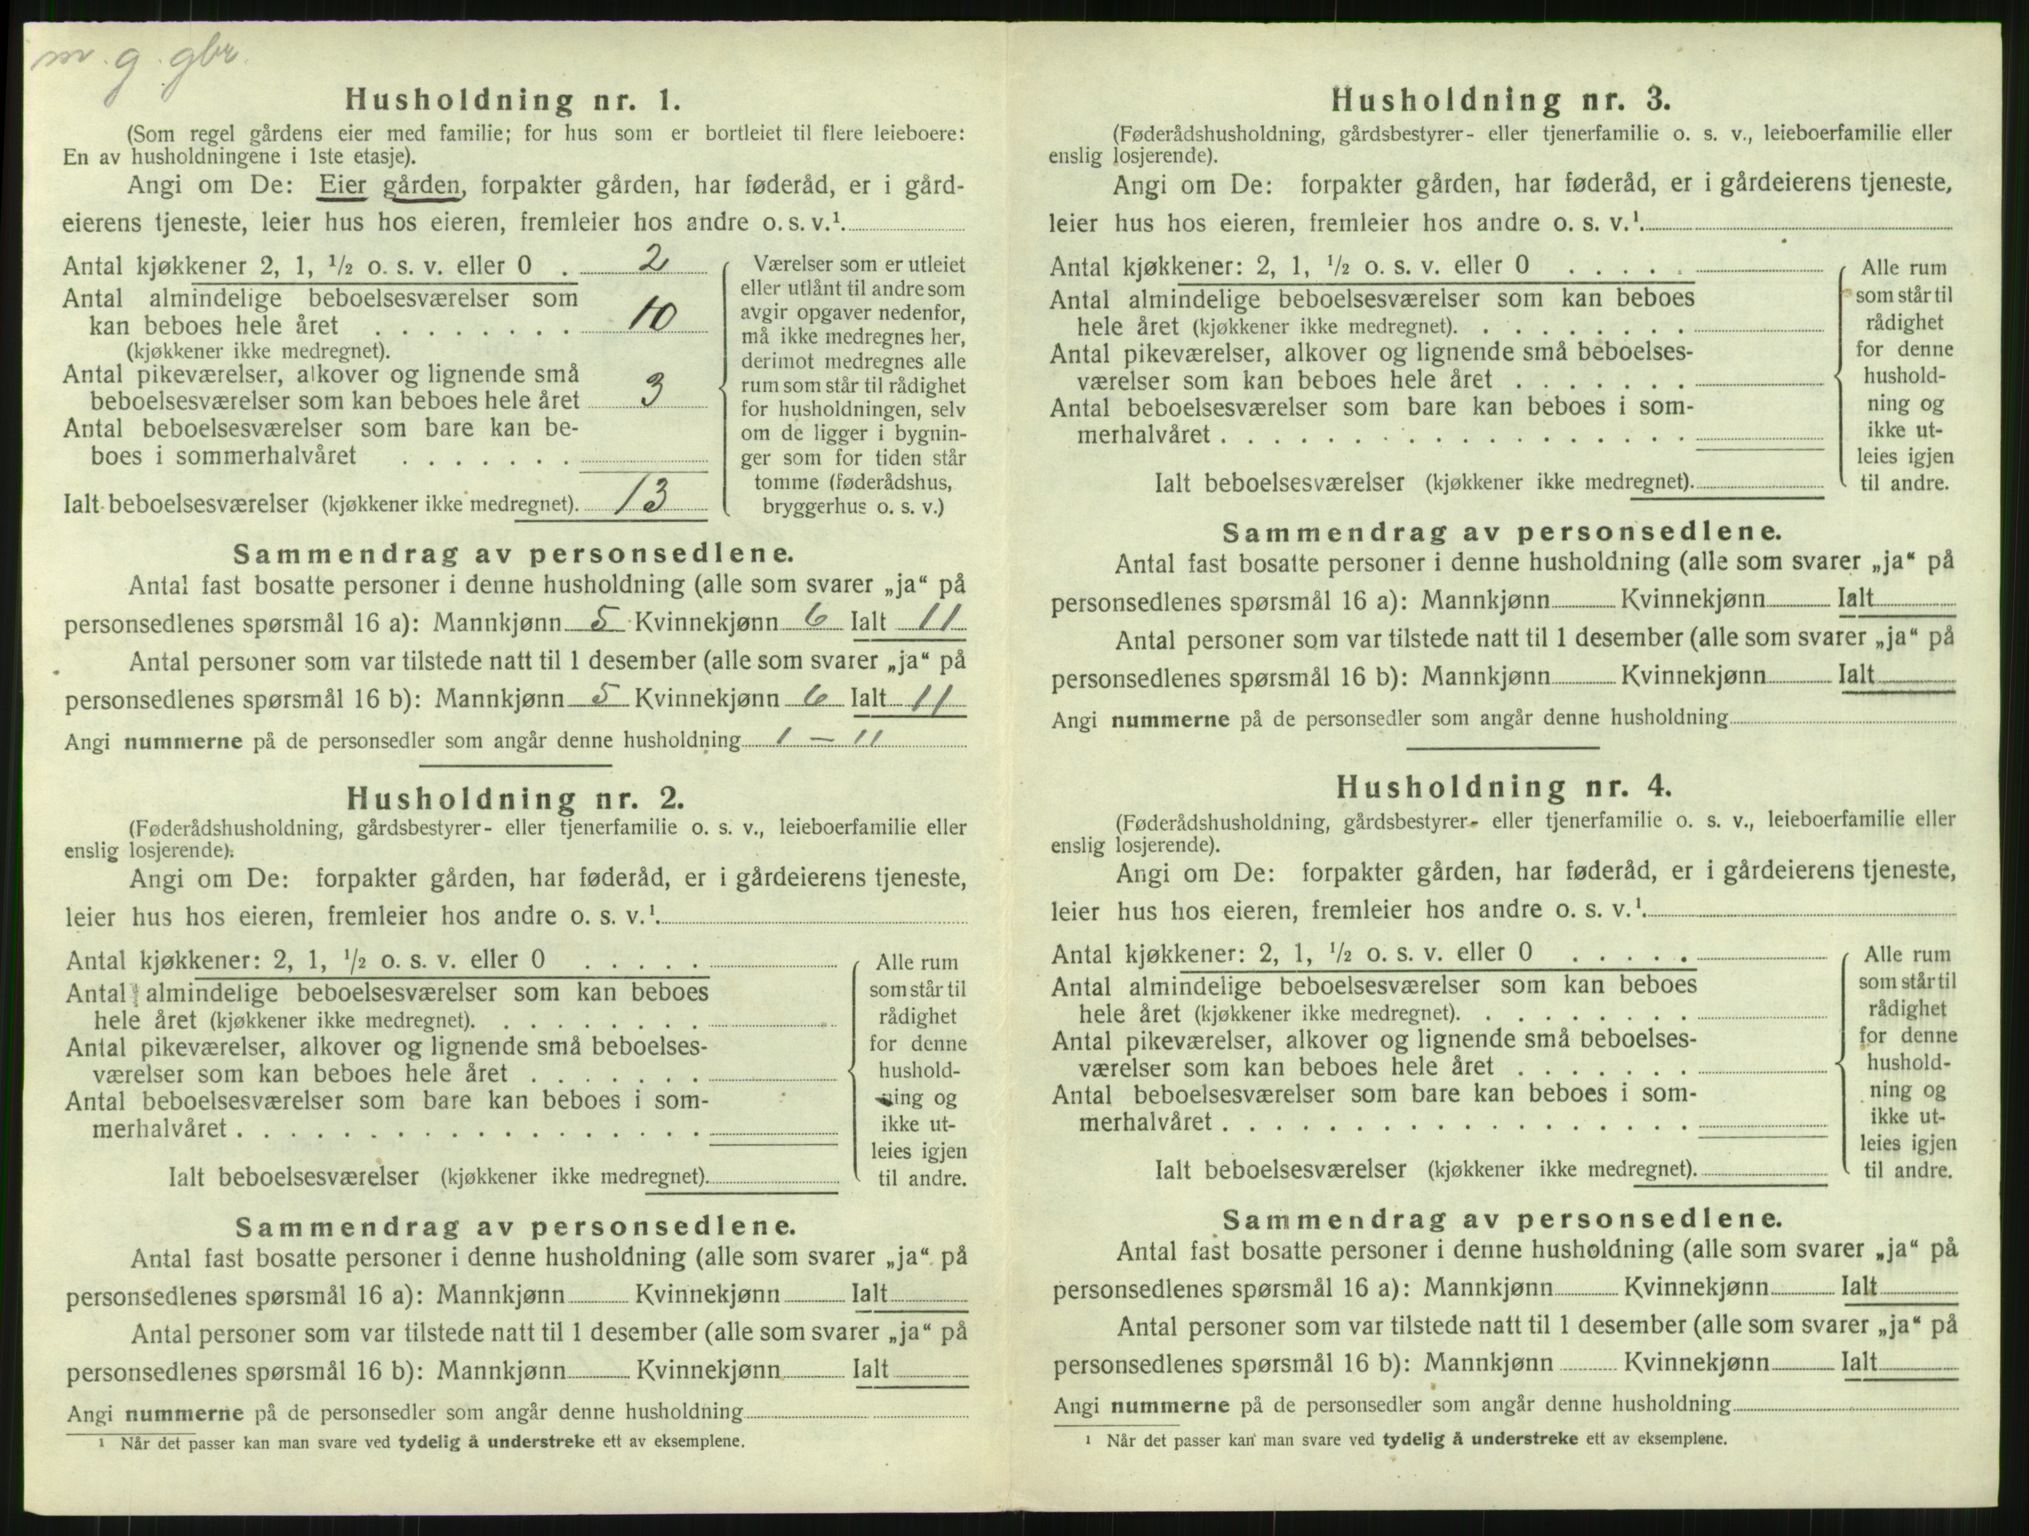 m. g. gbr.
Husholdning nr. 1.
(Som regel gårdens eier med familie; for hus som er bortleiet til flere leieboere:
En av husholdningene i 1ste etasje).
Angi om De: Eier gården, forpakter gården, har føderåd, er i gård-
eierens tjeneste, leier hus hos eieren, fremleier hos andre o. s. v.¹
Antal kjøkkener 2, 1, ½ o. s. v. eller 0 . 2
Antal almindelige beboelsesværelser som
kan beboes hele året . . . . . . . . 10
(kjøkkener ikke medregnet).
Antal pikeværelser, alkover og lignende små
beboelsesværelser som kan beboes hele året 3
Antal beboelsesværelser som bare kan be-
boes i sommerhalvåret . . . . . . .
Ialt beboelsesværelser (kjøkkener ikke medregnet). 13
Værelser som er utleiet
eller utlånt til andre som
avgir opgaver nedenfor,
må ikke medregnes her,
derimot medregnes alle
rum som står til rådighet
for husholdningen, selv
om de ligger i bygnin-
ger som for tiden står
tomme (føderådshus,
bryggerhus o. s. v.)
Sammendrag av personsedlene.
Antal fast bosatte personer i denne husholdning (alle som svarer „ja“ på
personsedlenes spørsmål 16 a): Mannkjønn 5 Kvinnekjønn 6 Ialt 11
Antal personer som var tilstede natt til 1 desember (alle som svarer „ja“ på
personsedlenes spørsmål 16 b): Mannkjønn 5 Kvinnekjønn 6 Ialt 11
Angi nummerne på de personsedler som angår denne husholdning 1 — 11
Husholdning nr. 2.
(Føderådshusholdning, gårdsbestyrer- eller tjenerfamilie o. s. v., leieboerfamilie eller
enslig losjerende).
Angi om De: forpakter gården, har føderåd, er i gårdeierens tjeneste,
leier hus hos eieren, fremleier hos andre o. s. v.¹
Antal kjøkkener: 2, 1, ½ o. s. v. eller 0 . . . . .
Antal almindelige beboelsesværelser som kan beboes
hele året (kjøkkener ikke medregnet). . . . . . . . .
Antal pikeværelser, alkover og lignende små beboelses-
værelser som kan beboes hele året . . . . . . .
Antal beboelsesværelser som bare kan beboes i som-
merhalvåret . . . . . . . . . . . . . . . . . .
Ialt beboelsesværelser (kjøkkener ikke medregnet).
Alle rum
som står til
rådighet
for denne
hushold-
ning og
ikke ut-
leies igjen
til andre.
Sammendrag av personsedlene.
Antal fast bosatte personer i denne husholdning (alle som svarer „ja“ på
personsedlenes spørsmål 16 a): Mannkjønn Kvinnekjønn Ialt
Antal personer som var tilstede natt til 1 desember (alle som svarer „ja“ på
personsedlenes spørsmål 16 b): Mannkjønn Kvinnekjønn Ialt
Angi nummerne på de personsedler som angår denne husholdning
¹ Når det passer kan man svare ved tydelig å understreke ett av eksemplene.
Husholdning nr. 3.
(Føderådshusholdning, gårdsbestyrer- eller tjenerfamilie o. s. v., leieboerfamilie eller
enslig losjerende).
Angi om De: forpakter gården, har føderåd, er i gårdeierens tjeneste,
leier hus hos eieren, fremleier hos andre o. s. v.¹
Antal kjøkkener: 2, 1, ½ o. s. v. eller 0 . . . . .
Antal almindelige beboelsesværelser som kan beboes
hele året (kjøkkener ikke medregnet). . . . . . . . .
Antal pikeværelser, alkover og lignende små beboelses-
værelser som kan beboes hele året . . . . . . .
Antal beboelsesværelser som bare kan beboes i som-
merhalvåret . . . . . . . . . . . . . . . . . .
Ialt beboelsesværelser (kjøkkener ikke medregnet).
Alle rum
som står til
rådighet
for denne
hushold-
ning og
ikke ut-
leies igjen
til andre.
Sammendrag av personsedlene.
Antal fast bosatte personer i denne husholdning (alle som svarer „ja“ på
personsedlenes spørsmål 16 a): Mannkjønn Kvinnekjønn Ialt
Antal personer som var tilstede natt til 1 desember (alle som svarer „ja“ på
personsedlenes spørsmål 16 b): Mannkjønn Kvinnekjønn Ialt
Angi nummerne på de personsedler som angår denne husholdning
Husholdning nr. 4.
(Føderådshusholdning, gårdsbestyrer- eller tjenerfamilie o. s. v., leieboerfamilie eller
enslig losjerende).
Angi om De: forpakter gården, har føderåd, er i gårdeierens tjeneste,
leier hus hos eieren, fremleier hos andre o. s. v.¹
Antal kjøkkener: 2, 1, ½ o. s. v. eller 0 . . . . .
Antal almindelige beboelsesværelser som kan beboes
hele året (kjøkkener ikke medregnet). . . . . . . . .
Antal pikeværelser, alkover og lignende små beboelses-
værelser som kan beboes hele året . . . . . . .
Antal beboelsesværelser som bare kan beboes i som-
merhalvåret . . . . . . . . . . . . . . . . . .
Ialt beboelsesværelser (kjøkkener ikke medregnet).
Alle rum
som står til
rådighet
for denne
hushold-
ning og
ikke ut-
leies igjen
til andre.
Sammendrag av personsedlene.
Antal fast bosatte personer i denne husholdning (alle som svarer „ja“ på
personsedlenes spørsmål 16 a): Mannkjønn Kvinnekjønn Ialt
Antal personer som var tilstede natt til 1 desember (alle som svarer „ja“ på
personsedlenes spørsmål 16 b): Mannkjønn Kvinnekjønn Ialt
Angi nummerne på de personsedler som angår denne husholdning
¹ Når det passer kan man svare ved tydelig å understreke ett av eksemplene.